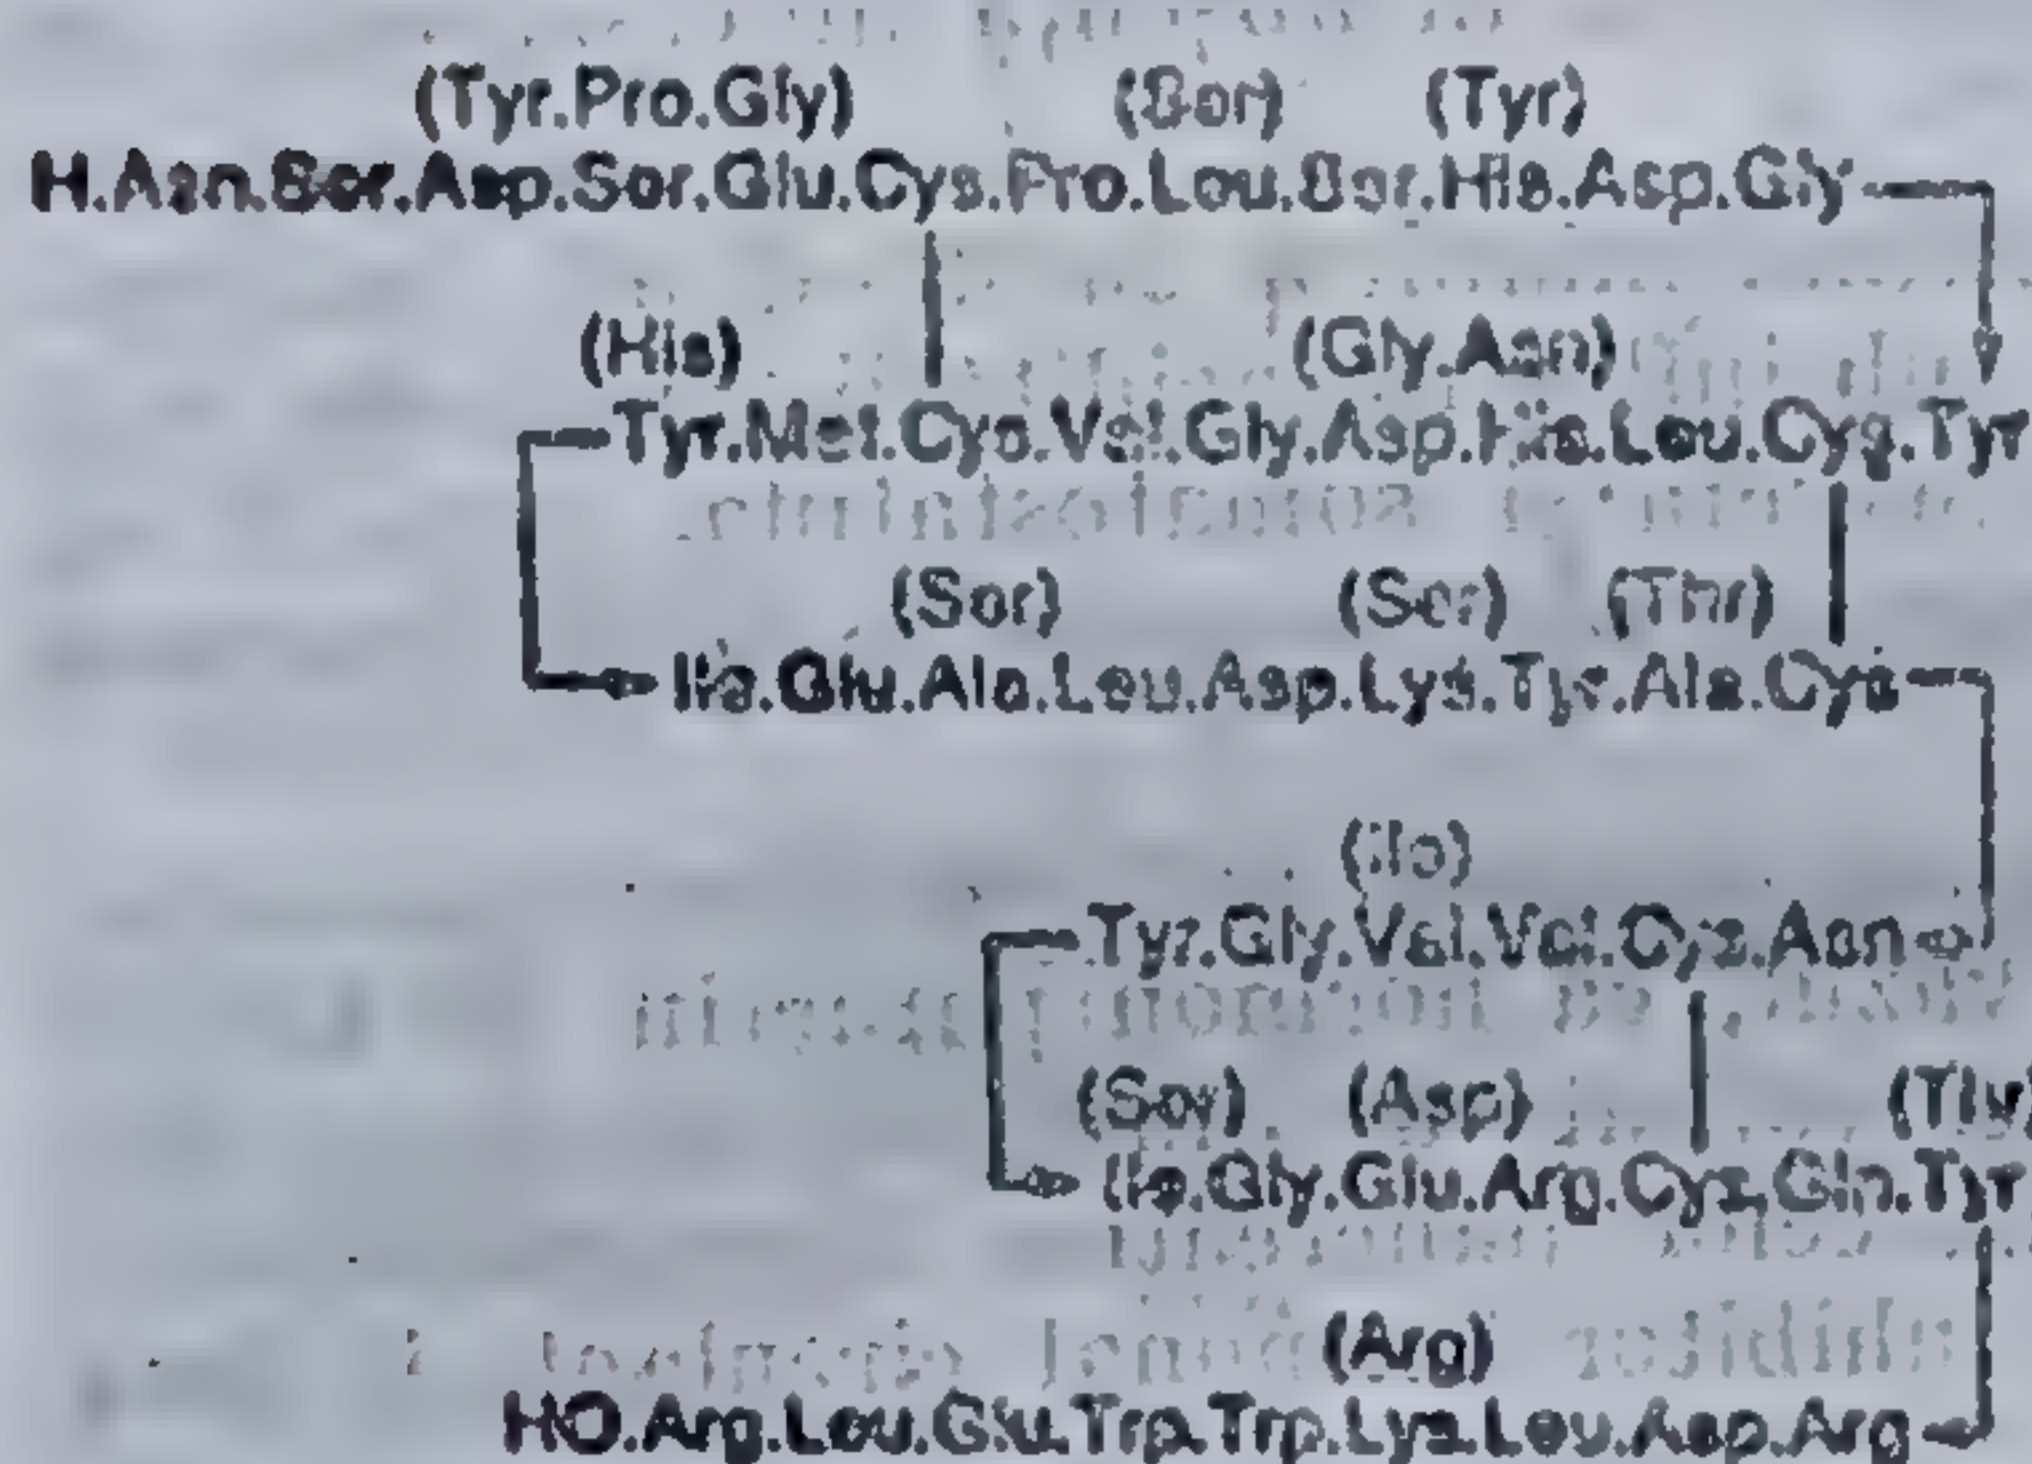 (Tyr.Pro.Gly) (Ser) (Tyr)
H.Asn.Ser.Asp.Ser.Glu.Cys.Pro.Leu.Ser.His.Asp.Gly
(His) (Gly.Asn)
Tyr.Met.Cys.Val.Gly.Asp.His.Leu.Cys.Tyr
(Ser) (Ser) (Thr)
Ile.Glu.Ala.Leu.Asp.Lys.Tyr.Ala.Cys
(Ile)
Tyr.Gly.Val.Val.Cys.Asn
(Ser) (Asp)
Ile.Gly.Glu.Arg.Cys.Gln.Tyr
(Arg)
HO.Arg.Leu.Glu.Trp.Trp.Lys.Leu.Asp.Arg